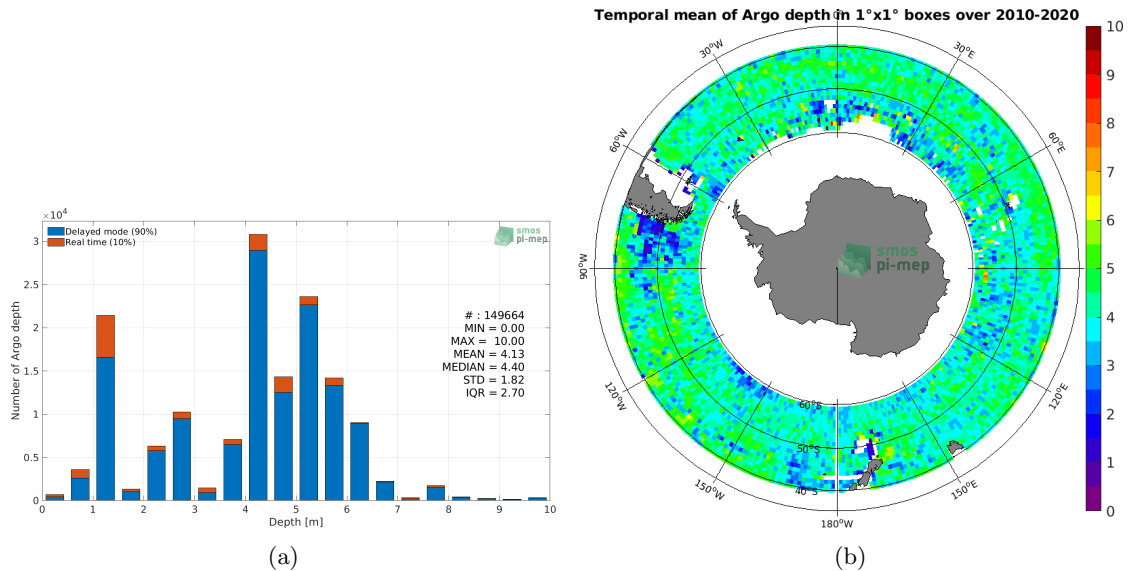 ×10⁴
Delayed mode (90%)
Real time (10%)
smos
pi-mep
3
2.5
2
1.5
1
0.5
0
Number of Argo depth
# : 149664
MIN = 0.00
MAX = 10.00
MEAN = 4.13
MEDIAN = 4.40
STD = 1.82
IQR = 2.70
0 1 2 3 4 5 6 7 8 9 10
Depth [m]
(a)
Temporal mean of Argo depth in 1°x1° boxes over 2010-2020
0°
30°W
30°E
60°W
60°E
90°W
smos
pi-mep
120°W
120°E
60°S
50°S
40°S
150°W
150°E
180°W
10
9
8
7
6
5
4
3
2
1
0
(b)